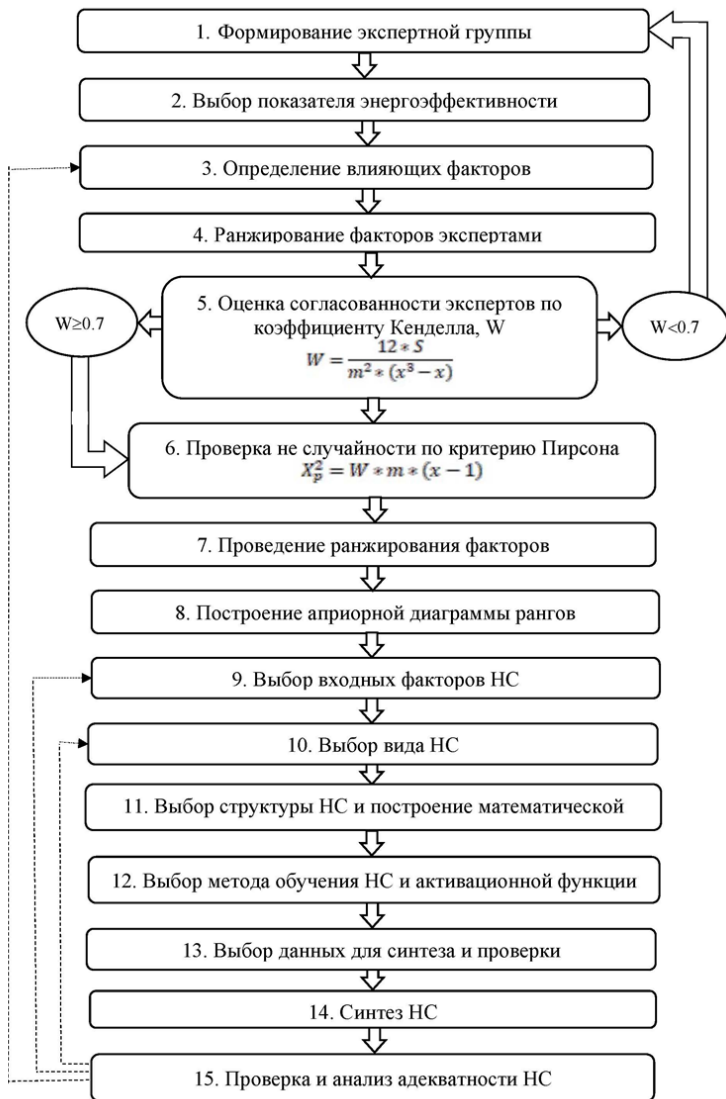 1. Формирование экспертной группы
2. Выбор показателя энергоэффективности
3. Определение влияющих факторов
4. Ранжирование факторов экспертами
5. Оценка согласованности экспертов по
коэффициенту Кенделла, W
W = 12 * S / m² * (x³ − x)
W≥0.7
W<0.7
6. Проверка не случайности по критерию Пирсона
X²ₚ = W * m * (x − 1)
7. Проведение ранжирования факторов
8. Построение априорной диаграммы рангов
9. Выбор входных факторов НС
10. Выбор вида НС
11. Выбор структуры НС и построение математической
12. Выбор метода обучения НС и активационной функции
13. Выбор данных для синтеза и проверки
14. Синтез НС
15. Проверка и анализ адекватности НС